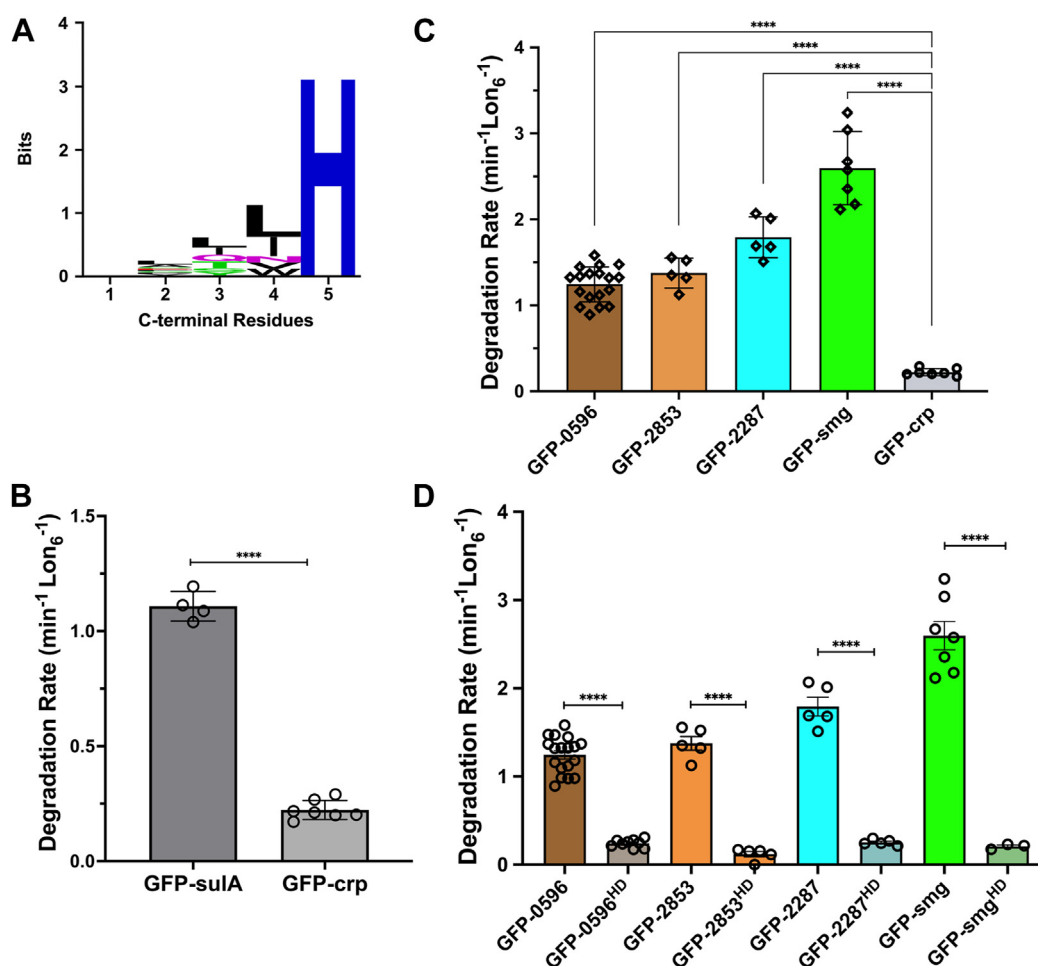 A
Bits
4
3
2
1
0
H
1 2 3 4 5
C-terminal Residues
B
Degradation Rate (min⁻¹ Lon₆⁻¹)
1.5
1.0
0.5
0.0
****
GFP-sulA
GFP-crp
C
Degradation Rate (min⁻¹Lon₆⁻¹)
4
3
2
1
0
****
****
****
****
GFP-0596
GFP-2853
GFP-2287
GFP-smg
GFP-crp
D
Degradation Rate (min⁻¹Lon₆⁻¹)
4
3
2
1
0
****
****
****
****
GFP-0596
GFP-0596ᴴᴰ
GFP-2853
GFP-2853ᴴᴰ
GFP-2287
GFP-2287ᴴᴰ
GFP-smg
GFP-smgᴴᴰ